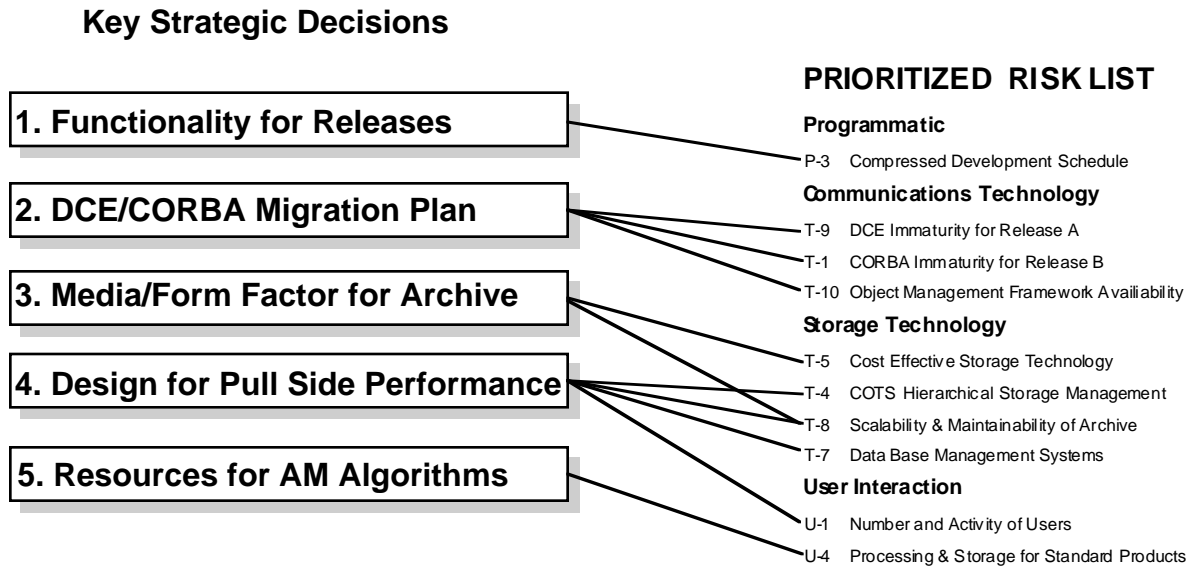 Key Strategic Decisions
1. Functionality for Releases
2. DCE/CORBA Migration Plan
3. Media/Form Factor for Archive
4. Design for Pull Side Performance
5. Resources for AM Algorithms
PRIORITIZED RISK LIST
Programmatic
P-3 Compressed Development Schedule
Communications Technology
T-9 DCE Immaturity for Release A
T-1 CORBA Immaturity for Release B
T-10 Object Management Framework Availiability
Storage Technology
T-5 Cost Effective Storage Technology
T-4 COTS Hierarchical Storage Management
T-8 Scalability & Maintainability of Archive
T-7 Data Base Management Systems
User Interaction
U-1 Number and Activity of Users
U-4 Processing & Storage for Standard Products